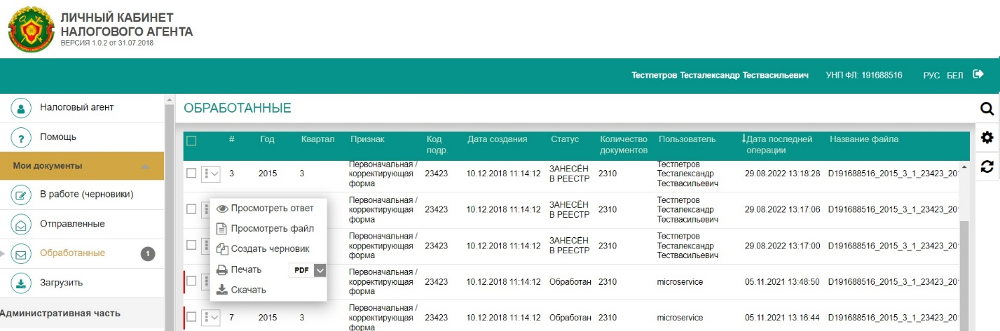 ЛИЧНЫЙ КАБИНЕТ
НАЛОГОВОГО АГЕНТА
ВЕРСИЯ 1.0.2 от 31.07.2018
Тестпетров Тесталександр Тествасильевич УНП ФЛ: 191688516 РУС БЕЛ
Налоговый агент
Помощь
Мои документы
В работе (черновики)
Отправленные
Обработанные 1
Загрузить
Административная часть
ОБРАБОТАННЫЕ
# Год Квартал Признак Код подр. Дата создания Статус Количество документов Пользователь Дата последней операции Название файла
3 2015 3 Первоначальная / корректирующая форма 23423 10.12.2018 11:14:12 ЗАНЕСЁН В РЕЕСТР 2310 Тестпетров Тесталександр Тествасильевич 29.08.2022 13:18:28 D191688516_2015_3_1_23423_20
Первоначальная / корректирующая форма 23423 10.12.2018 11:14:12 ЗАНЕСЁН В РЕЕСТР 2310 Тестпетров Тесталександр Тествасильевич 29.08.2022 13:17:06 D191688516_2015_3_1_23423_20
Первоначальная / корректирующая форма 23423 10.12.2018 11:14:12 ЗАНЕСЁН В РЕЕСТР 2310 Тестпетров Тесталександр Тествасильевич 29.08.2022 13:17:00 D191688516_2015_3_1_23423_20
Первоначальная / корректирующая форма 23423 10.12.2018 11:14:12 Обработан 2310 microservice 05.11.2021 13:48:50 D191688516_2015_3_1_23423_20
7 2015 3 Первоначальная / корректирующая форма 23423 10.12.2018 11:14:12 Обработан 2310 microservice 05.11.2021 13:16:44 D191688516_2015_3_1_23423_20
Просмотреть ответ
Просмотреть файл
Создать черновик
Печать PDF
Скачать